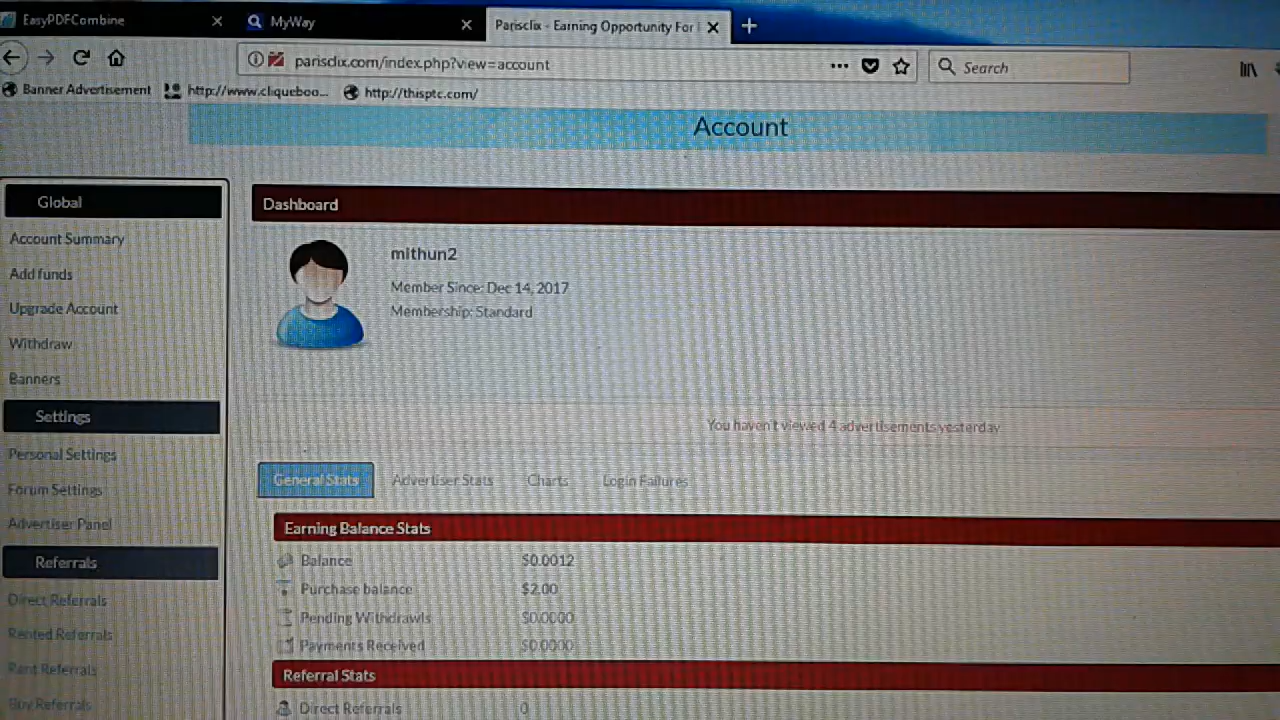 EasyPDFCombine
MyWay
Parisclix - Earning Opportunity For
parisclix.com/index.php?view=account
Search
Banner Advertisement
http://www.cliqueboo...
http://thisptc.com/
Account
Global
Account Summary
Add funds
Upgrade Account
Withdraw
Banners
Settings
Personal Settings
Forum Settings
Advertiser Panel
Referrals
Direct Referrals
Rented Referrals
Rent Referrals
Buy Referrals
Dashboard
mithun2
Member Since: Dec 14, 2017
Membership: Standard
You haven't viewed 4 advertisements yesterday
General Stats
Advertiser Stats
Charts
Login Failures
Earning Balance Stats
Balance $0.0012
Purchase balance $2.00
Pending Withdrawls $0.0000
Payments Received $0.0000
Referral Stats
Direct Referrals 0